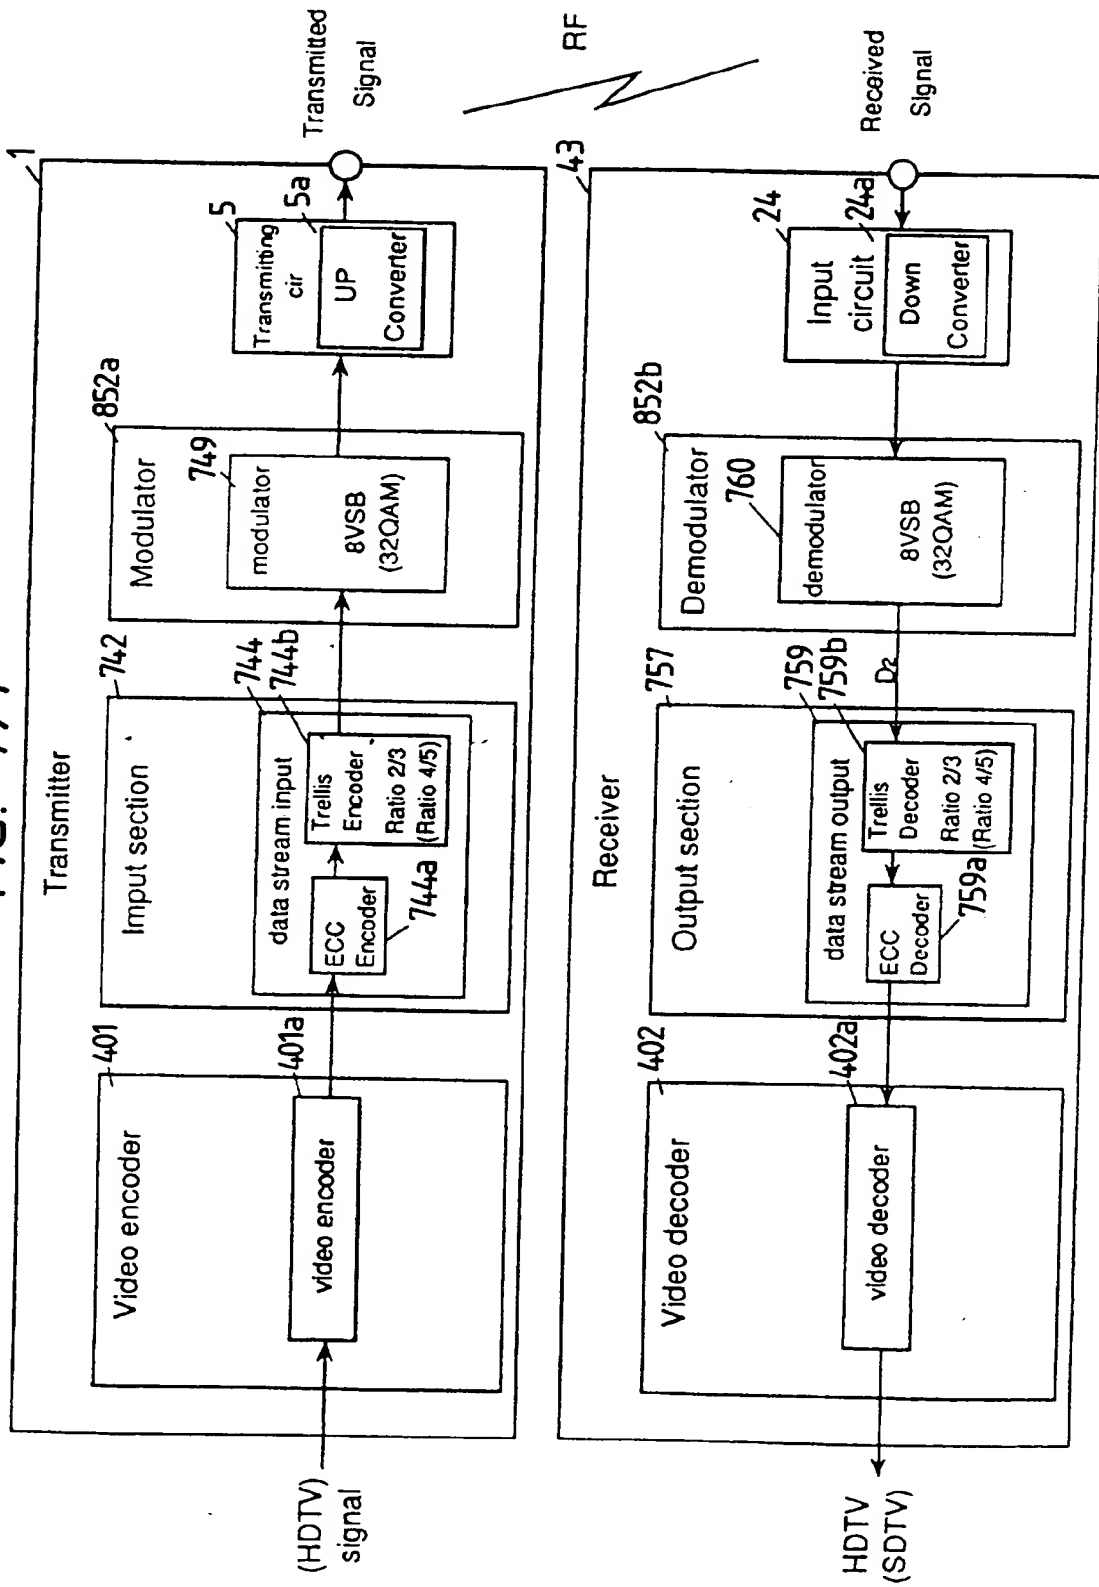 Transmitter
1
(HDTV)
signal
Video encoder
401
video encoder
401a
Imput section
742
data stream input
744
744b
ECC
Encoder
744a
Trellis
Encoder
Ratio 2/3
(Ratio 4/5)
Modulator
852a
749
modulator
8VSB
(32QAM)
5
Transmitting
cir
5a
UP
Converter
Transmitted
Signal
RF
Receiver
43
HDTV
(SDTV)
Video decoder
402
video decoder
402a
Output section
757
data stream output
759
759b
ECC
Decoder
759a
Trellis
Decoder
Ratio 2/3
(Ratio 4/5)
D2
Demodulator
852b
760
demodulator
8VSB
(32QAM)
24
Input
circuit
24a
Down
Converter
Received
Signal